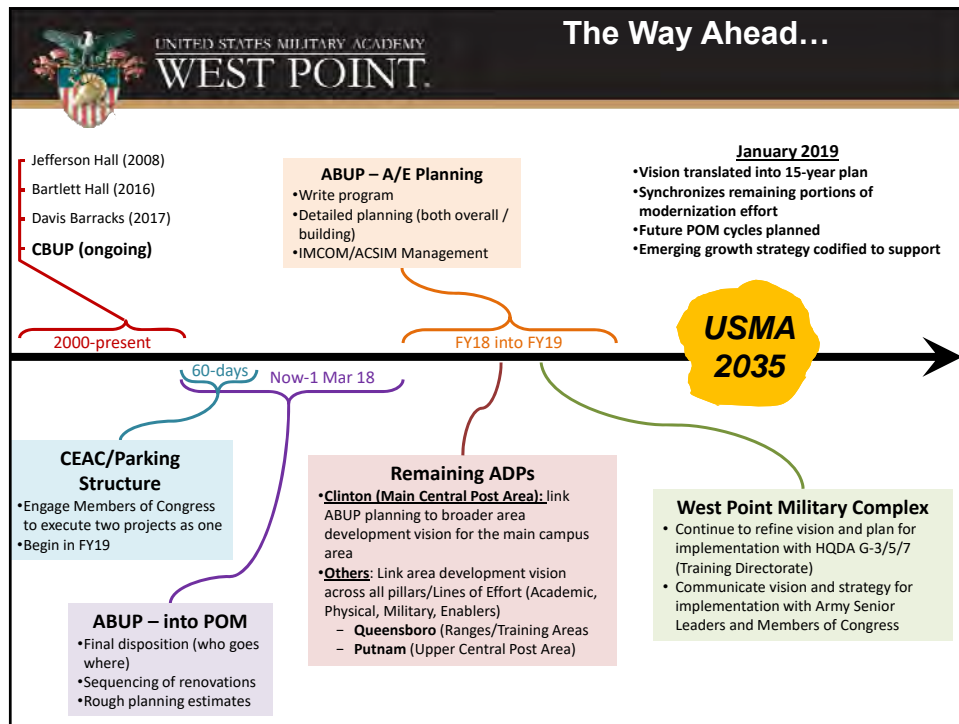 The Way Ahead…
UNITED STATES MILITARY ACADEMY
WEST POINT.
Jefferson Hall (2008)
Bartlett Hall (2016)
Davis Barracks (2017)
CBUP (ongoing)
ABUP – A/E Planning
•Write program
•Detailed planning (both overall /
building)
•IMCOM/ACSIM Management
January 2019
•Vision translated into 15-year plan
•Synchronizes remaining portions of
modernization effort
•Future POM cycles planned
•Emerging growth strategy codified to support
2000-present
FY18 into FY19
USMA
2035
60-days
Now-1 Mar 18
CEAC/Parking
Structure
•Engage Members of Congress
to execute two projects as one
•Begin in FY19
ABUP – into POM
•Final disposition (who goes
where)
•Sequencing of renovations
•Rough planning estimates
Remaining ADPs
•Clinton (Main Central Post Area): link
ABUP planning to broader area
development vision for the main campus
area
•Others: Link area development vision
across all pillars/Lines of Effort (Academic,
Physical, Military, Enablers)
– Queensboro (Ranges/Training Areas
– Putnam (Upper Central Post Area)
West Point Military Complex
• Continue to refine vision and plan for
implementation with HQDA G-3/5/7
(Training Directorate)
• Communicate vision and strategy for
implementation with Army Senior
Leaders and Members of Congress